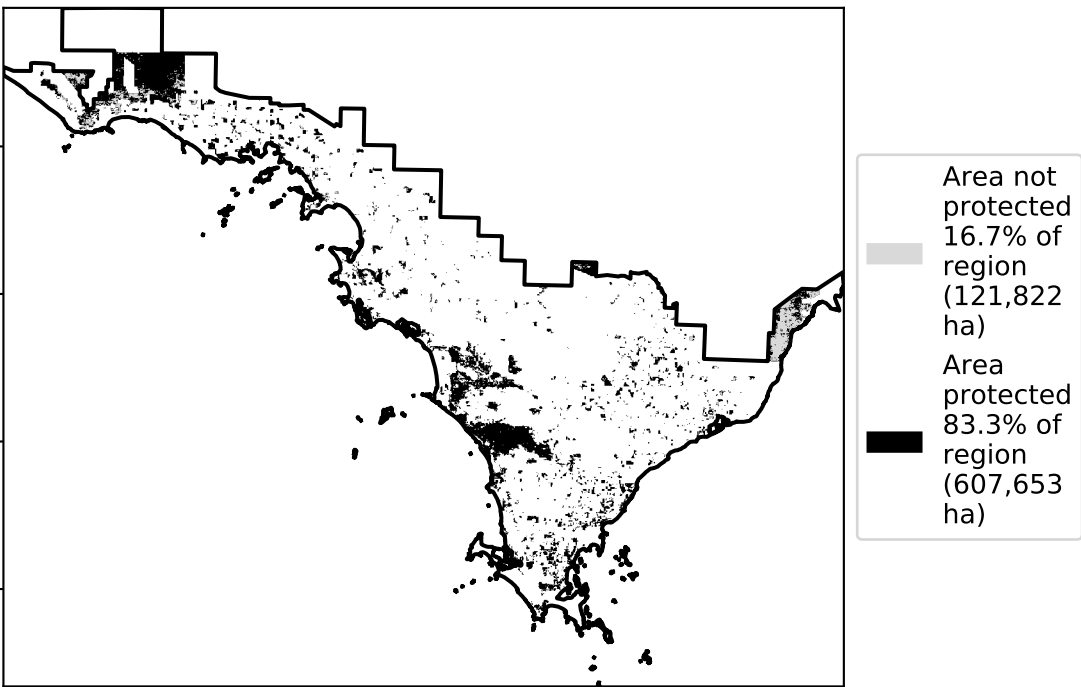 Area not
protected
16.7% of
region
(121,822
ha)
Area
protected
83.3% of
region
(607,653
ha)